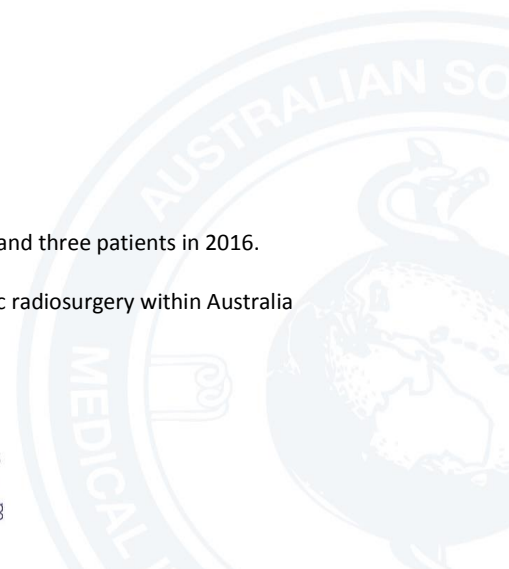 AUSTRALIAN SO
and three patients in 2016.
c radiosurgery within Australia
MEDICAL